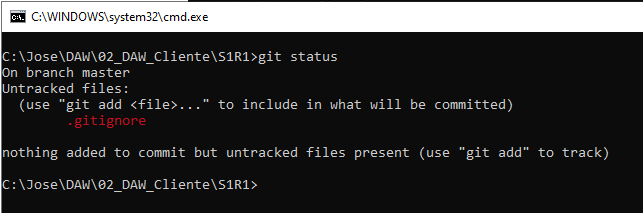 C:\WINDOWS\system32\cmd.exe
C:\Jose\DAW\02_DAW_Cliente\S1R1>git status
On branch master
Untracked files:
  (use "git add <file>..." to include in what will be committed)
        .gitignore
nothing added to commit but untracked files present (use "git add" to track)
C:\Jose\DAW\02_DAW_Cliente\S1R1>